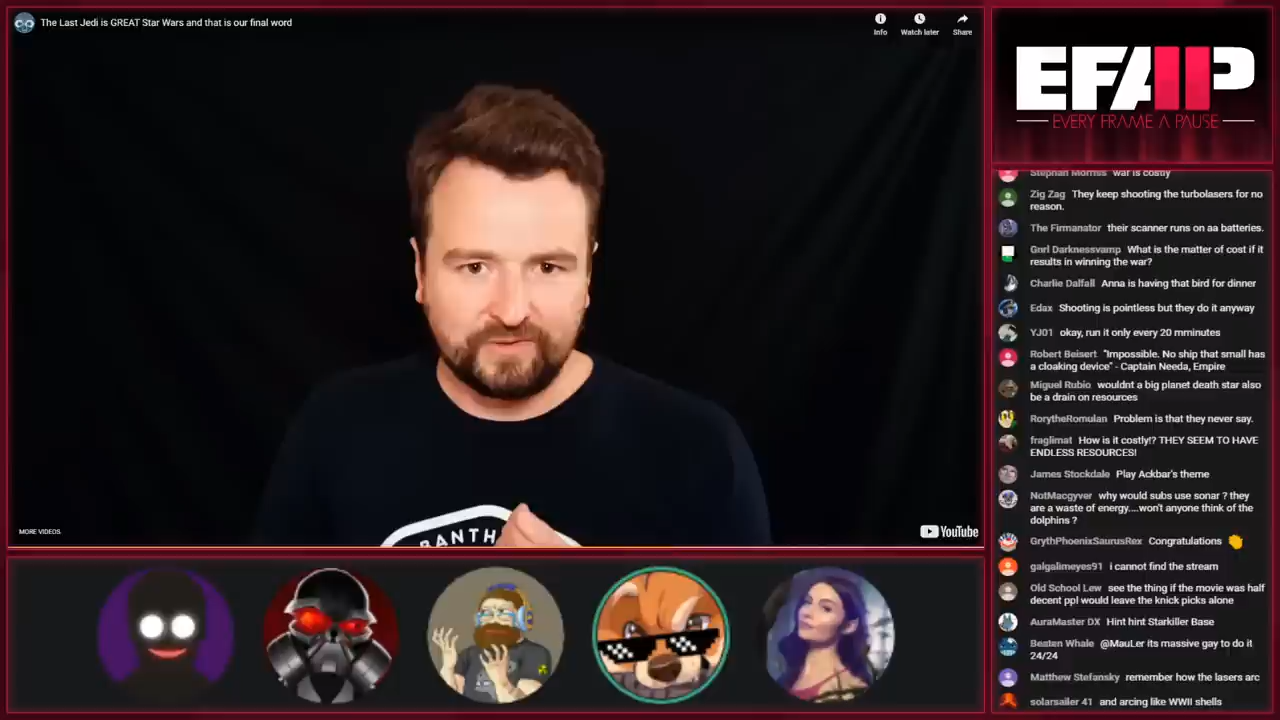 The Last Jedi is GREAT Star Wars and that is our final word
Info
Watch later
Share
BANTH
MORE VIDEOS
YouTube
EFAP
EVERY FRAME A PAUSE
Stephan Morriss war is costly
Zig Zag They keep shooting the turbolasers for no
reason.
The Firmanator their scanner runs on aa batteries.
Gnrl Darknessvamp What is the matter of cost if it
results in winning the war?
Charlie Dalfall Anna is having that bird for dinner
Edax Shooting is pointless but they do it anyway
YJ01 okay, run it only every 20 mminutes
Robert Beisert "Impossible. No ship that small has
a cloaking device" - Captain Needa, Empire
Miguel Rubio wouldnt a big planet death star also
be a drain on resources
RorytheRomulan Problem is that they never say.
fraglimat How is it costly!? THEY SEEM TO HAVE
ENDLESS RESOURCES!
James Stockdale Play Ackbar's theme
NotMacgyver why would subs use sonar ? they
are a waste of energy....won't anyone think of the
dolphins ?
GrythPhoenixSaurusRex Congratulations 👏
galgalimeyes91 i cannot find the stream
Old School Lew see the thing if the movie was half
decent ppl would leave the knick picks alone
AuraMaster DX Hint hint Starkiller Base
Beaten Whale @MauLer its massive gay to do it
24/24
Matthew Stefansky remember how the lasers arc
solarsailer 41 and arcing like WWII shells